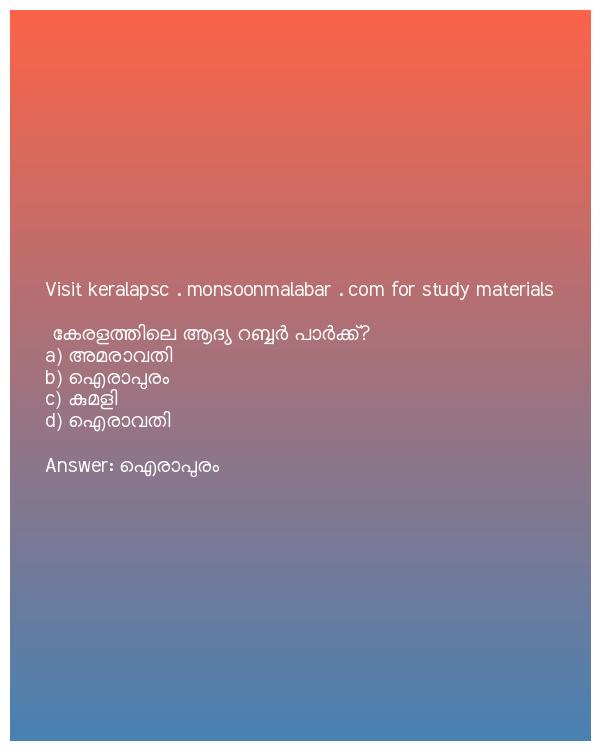 Visit keralapsc . monsoonmalabar . com for study materials
കേരളത്തിലെ ആദ്യ റബ്ബർ പാർക്ക്?
a) അമരാവതി
b) ഐരാപുരം
c) കുമളി
d) ഐരാവതി
Answer: ഐരാപുരം